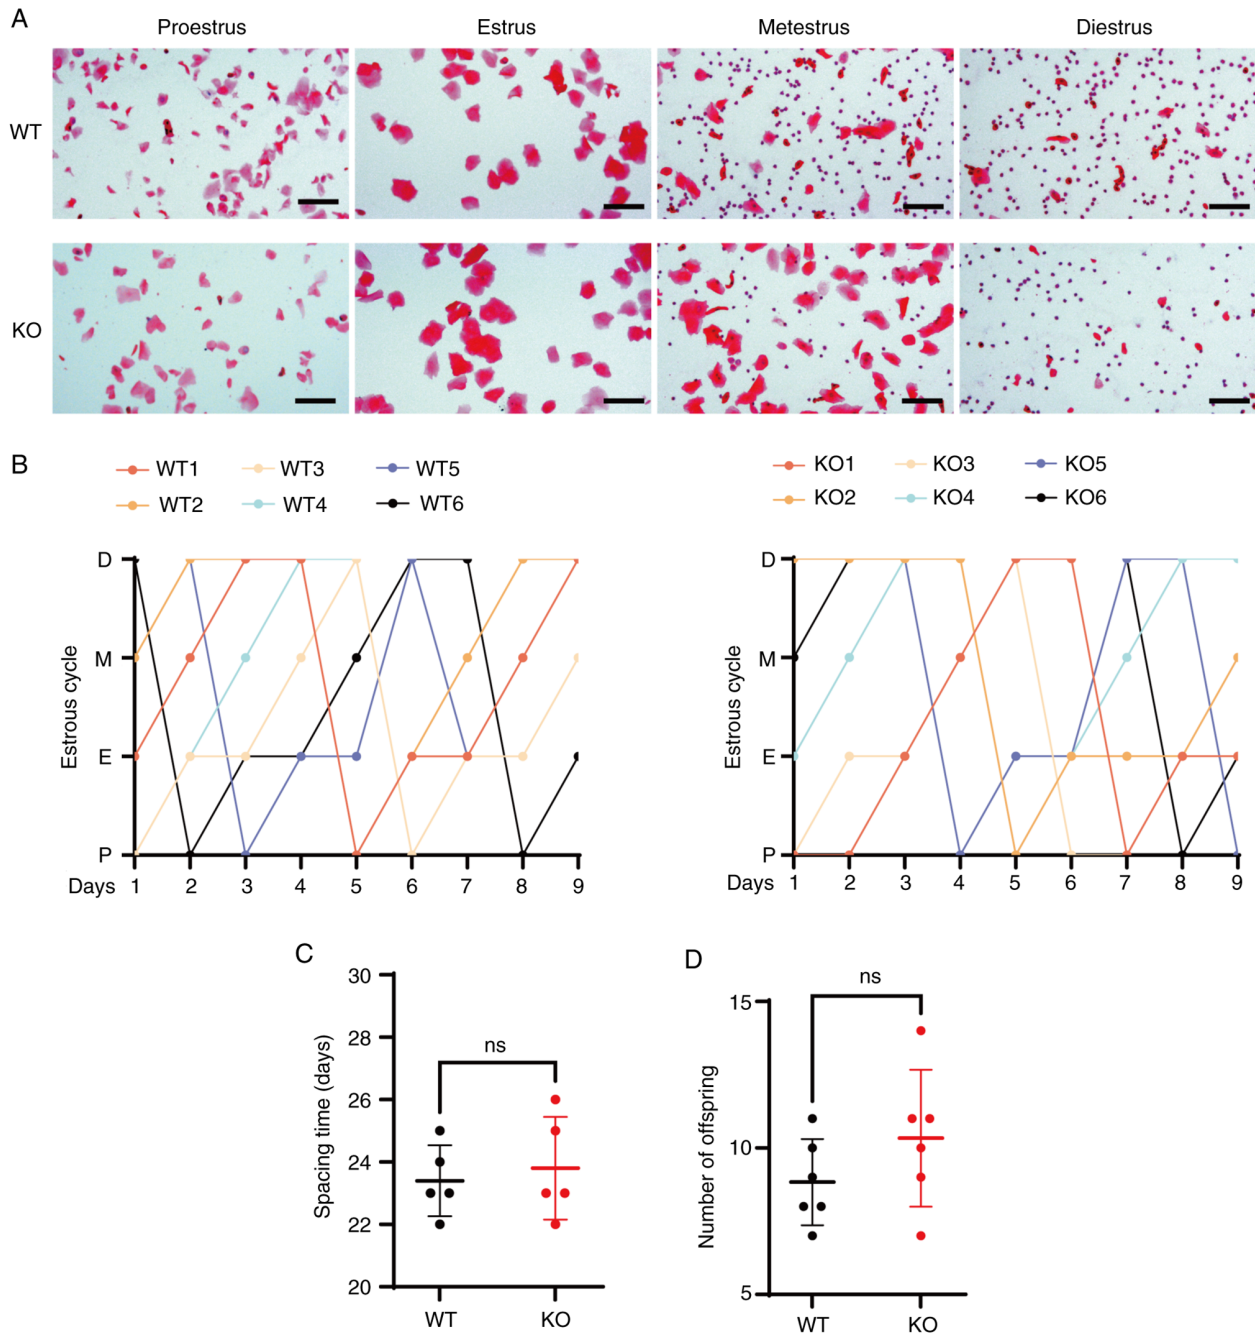 A
Proestrus Estrus Metestrus Diestrus
WT
KO
B
WT1 WT3 WT5
WT2 WT4 WT6
KO1 KO3 KO5
KO2 KO4 KO6
Estrous cycle
D
M
E
P
Days 1 2 3 4 5 6 7 8 9
Estrous cycle
D
M
E
P
Days 1 2 3 4 5 6 7 8 9
C
Spacing time (days)
30
28
26
24
22
20
ns
WT KO
D
Number of offspring
15
10
5
ns
WT KO